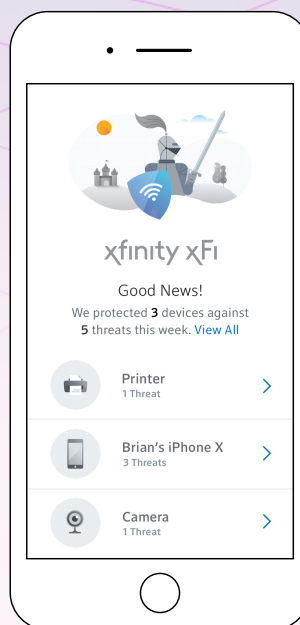 xfinity xFi
Good News!
We protected 3 devices against
5 threats this week. View All
Printer
1 Threat
Brian’s iPhone X
3 Threats
Camera
1 Threat